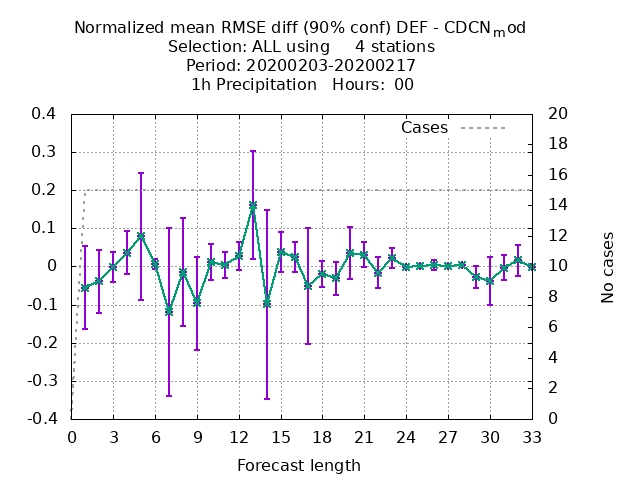 Normalized mean RMSE diff (90% conf) DEF - CDCNmod
Selection: ALL using 4 stations
Period: 20200203-20200217
1h Precipitation Hours: 00
Cases
0.4
0.3
0.2
0.1
0
-0.1
-0.2
-0.3
-0.4
20
18
16
14
12
10
8
6
4
2
0
No cases
0 3 6 9 12 15 18 21 24 27 30 33
Forecast length